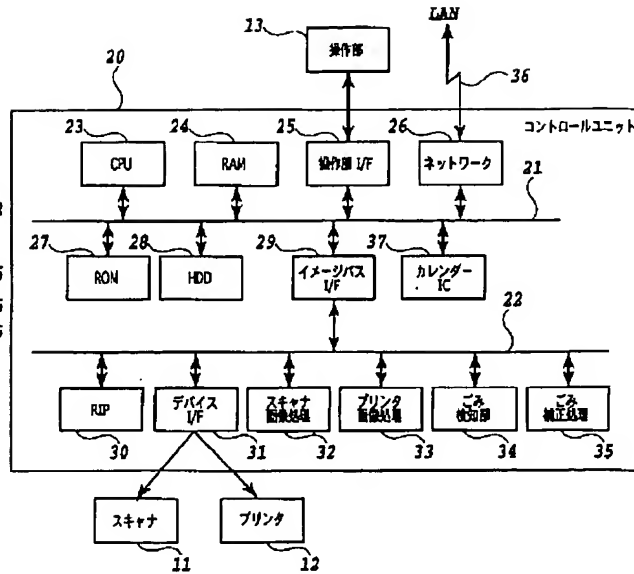 LAN
13
操作部
36
20
コントロールユニット
23
24
25
26
CPU
RAM
操作部 I/F
ネットワーク
21
27
28
29
37
RON
HDD
イメージバス
I/F
カレンダー
IC
22
RIP
デバイス
I/F
スキャナ
画像処理
プリンタ
画像処理
ごみ
検知部
ごみ
補正処理
30
31
32
33
34
35
スキャナ
プリンタ
11
12